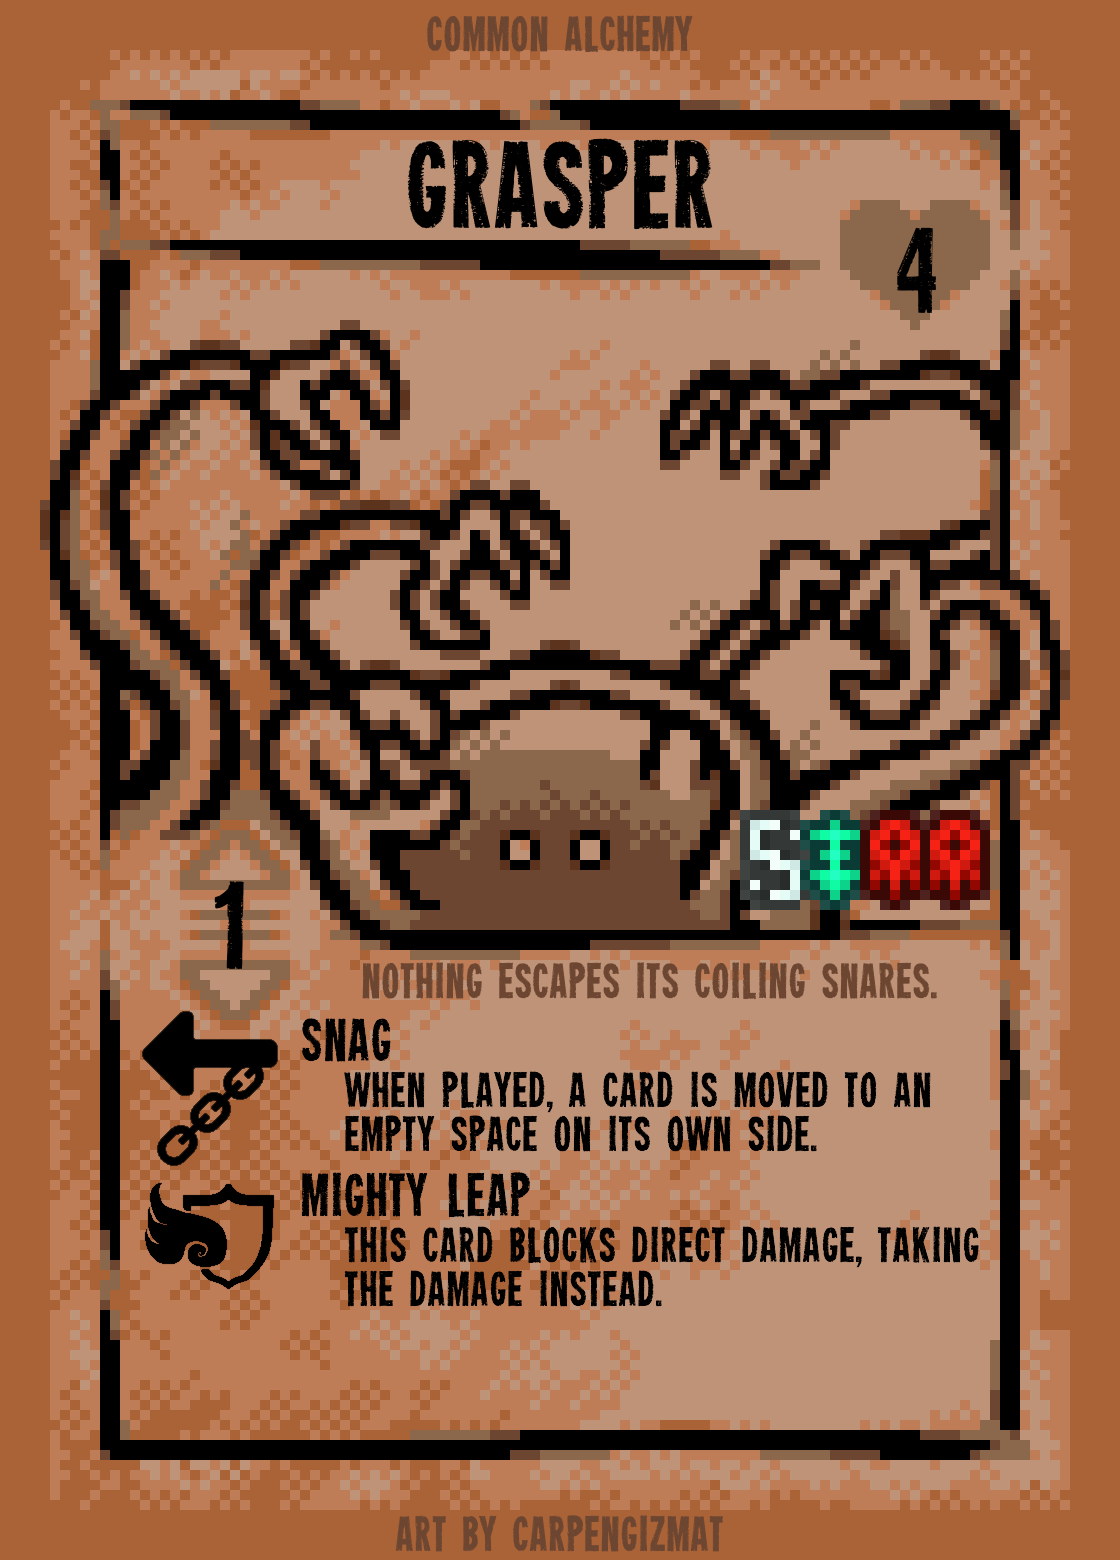 COMMON ALCHEMY
GRASPER
4
1
NOTHING ESCAPES ITS COILING SNARES.
SNAG
WHEN PLAYED, A CARD IS MOVED TO AN
EMPTY SPACE ON ITS OWN SIDE.
MIGHTY LEAP
THIS CARD BLOCKS DIRECT DAMAGE, TAKING
THE DAMAGE INSTEAD.
ART BY CARPENGIZMAT